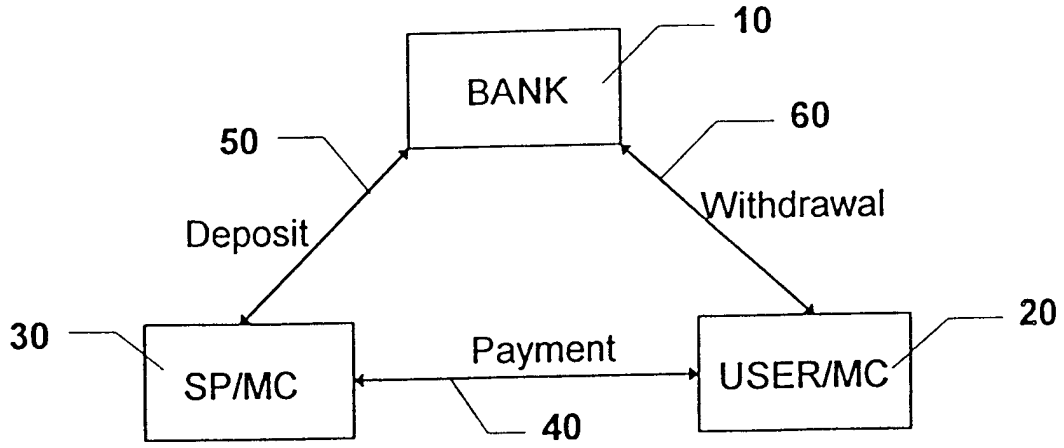 10
BANK
50
60
Withdrawal
Deposit
30
20
Payment
SP/MC
USER/MC
40